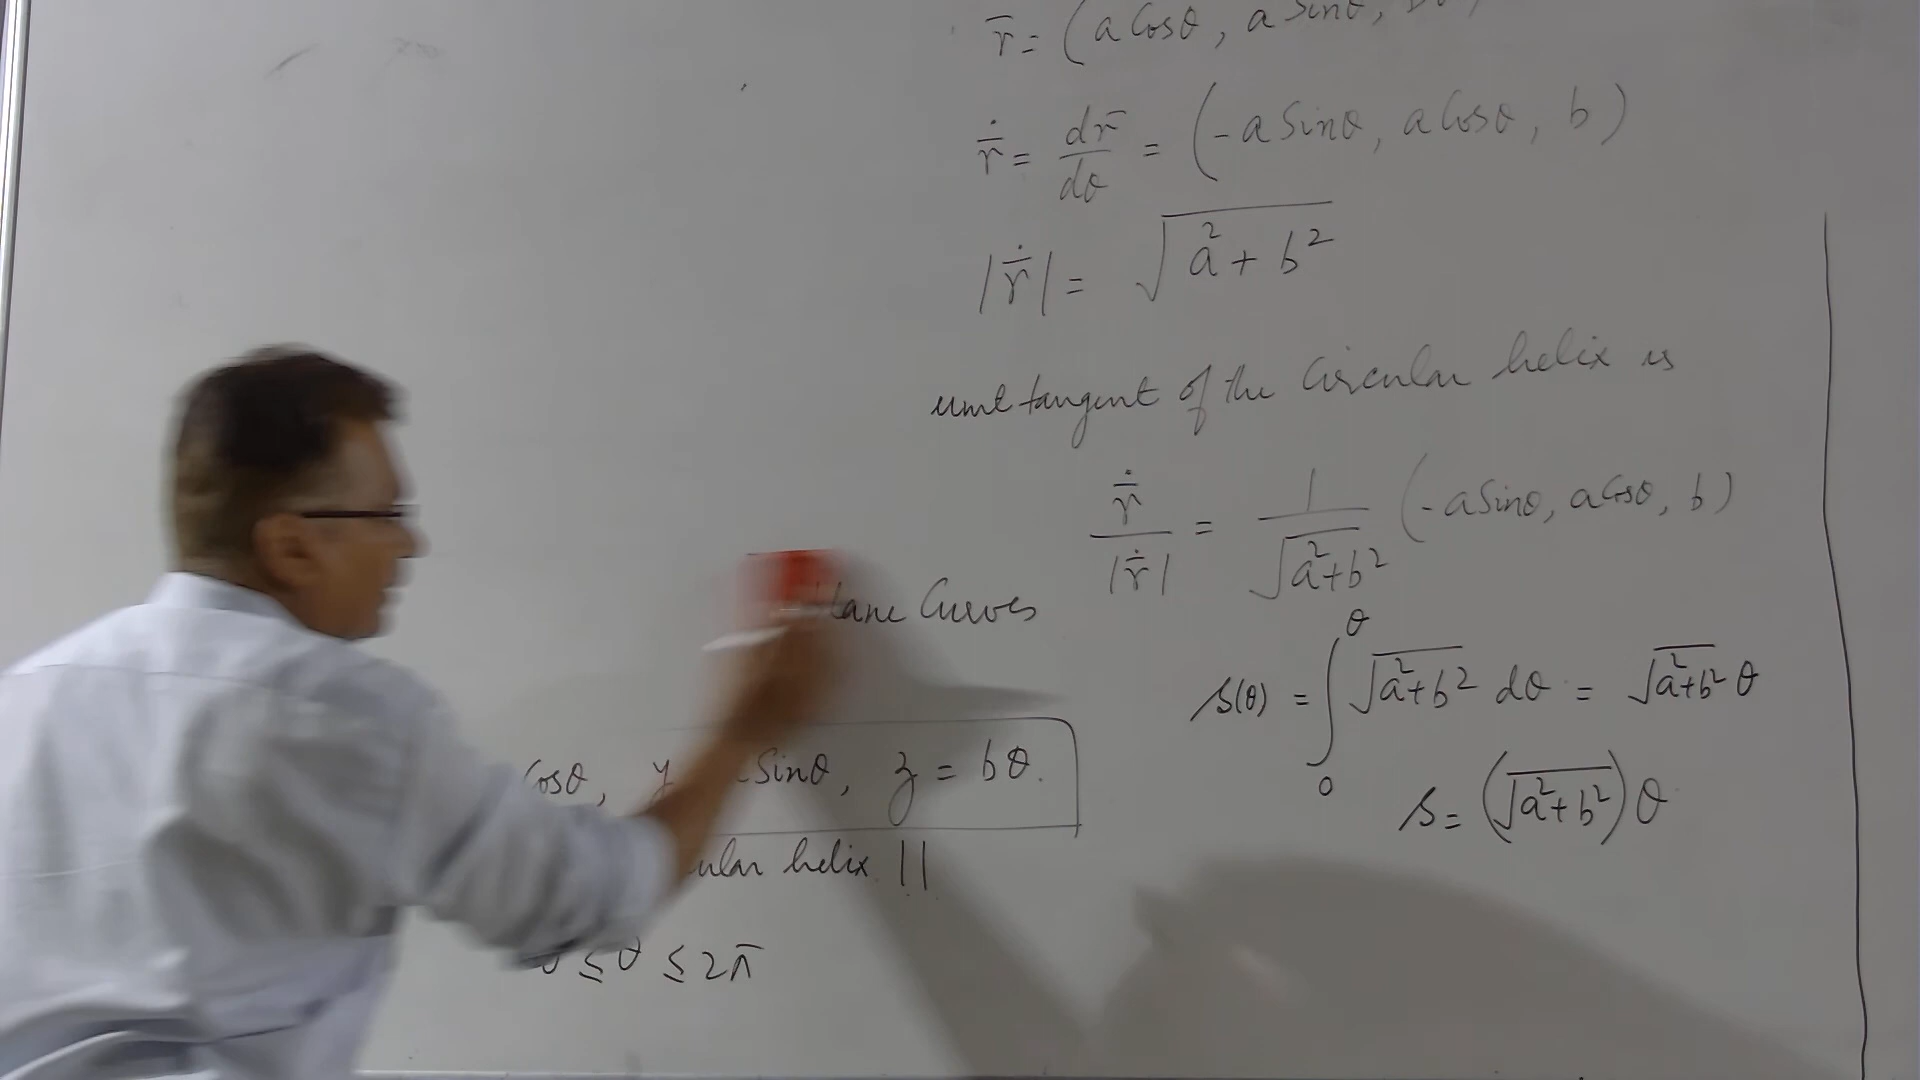 r̄ = (a Cosθ, a Sinθ,
ṙ̄ = dr̄/dθ = (-a Sinθ, a Cosθ, b)
|ṙ̄| = √(a²+b²)
unit tangent of the Circular helix is
ṙ̄/|ṙ̄| = 1/√(a²+b²) (-a Sinθ, a Cosθ, b)
lane Curves
s(θ) = ∫₀^θ √(a²+b²) dθ = √(a²+b²) θ
Cosθ, y Sinθ, z = bθ.
s = (√(a²+b²)) θ
ular helix ||
≤ θ ≤ 2π